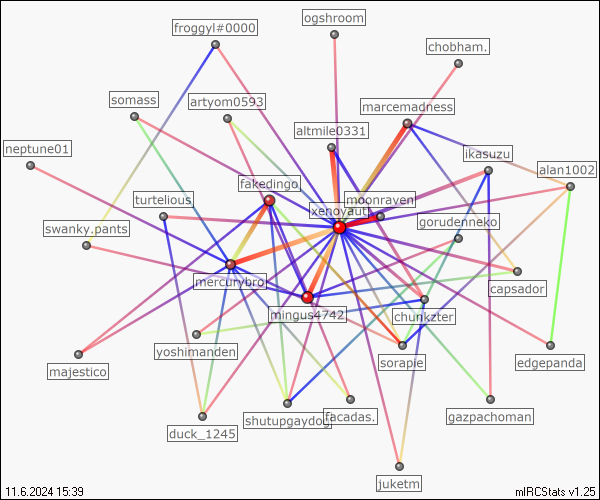 ogshroom
froggyl#0000
chobham.
somass
artyom0593
marcemadness
altmile0331
neptune01
ikasuzu
alan1002
fakedingo
turtelious
moonraven
xenoyaut
gorudenneko
swanky.pants
mercurybro
capsador
mingus4742
chunkzter
yoshimanden
sorapie
edgepanda
majestico
duck_1245
shutupgaydog
facadas.
gazpachoman
juketm
11.6.2024 15:39
mIRCStats v1.25